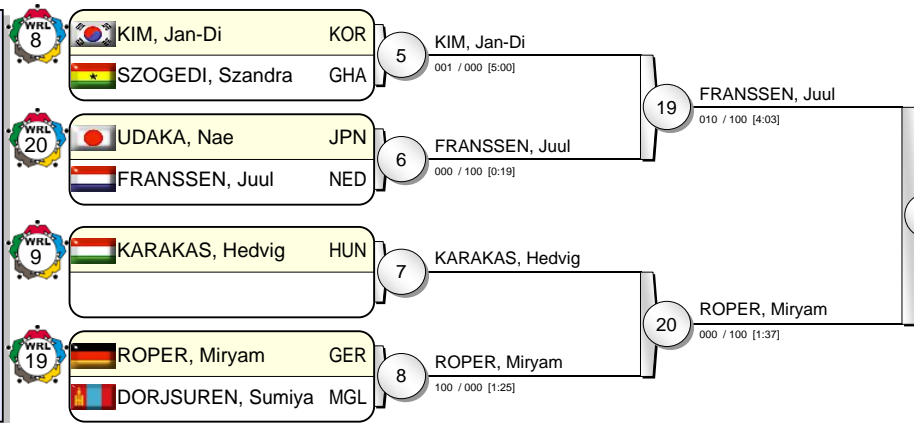 WRL 8 KIM, Jan-Di KOR
SZOGEDI, Szandra GHA
5 KIM, Jan-Di
001 / 000 [5:00]
WRL 20 UDAKA, Nae JPN
FRANSSEN, Juul NED
6 FRANSSEN, Juul
000 / 100 [0:19]
19 FRANSSEN, Juul
010 / 100 [4:03]
WRL 9 KARAKAS, Hedvig HUN
7 KARAKAS, Hedvig
WRL 19 ROPER, Miryam GER
DORJSUREN, Sumiya MGL
8 ROPER, Miryam
100 / 000 [1:25]
20 ROPER, Miryam
000 / 100 [1:37]